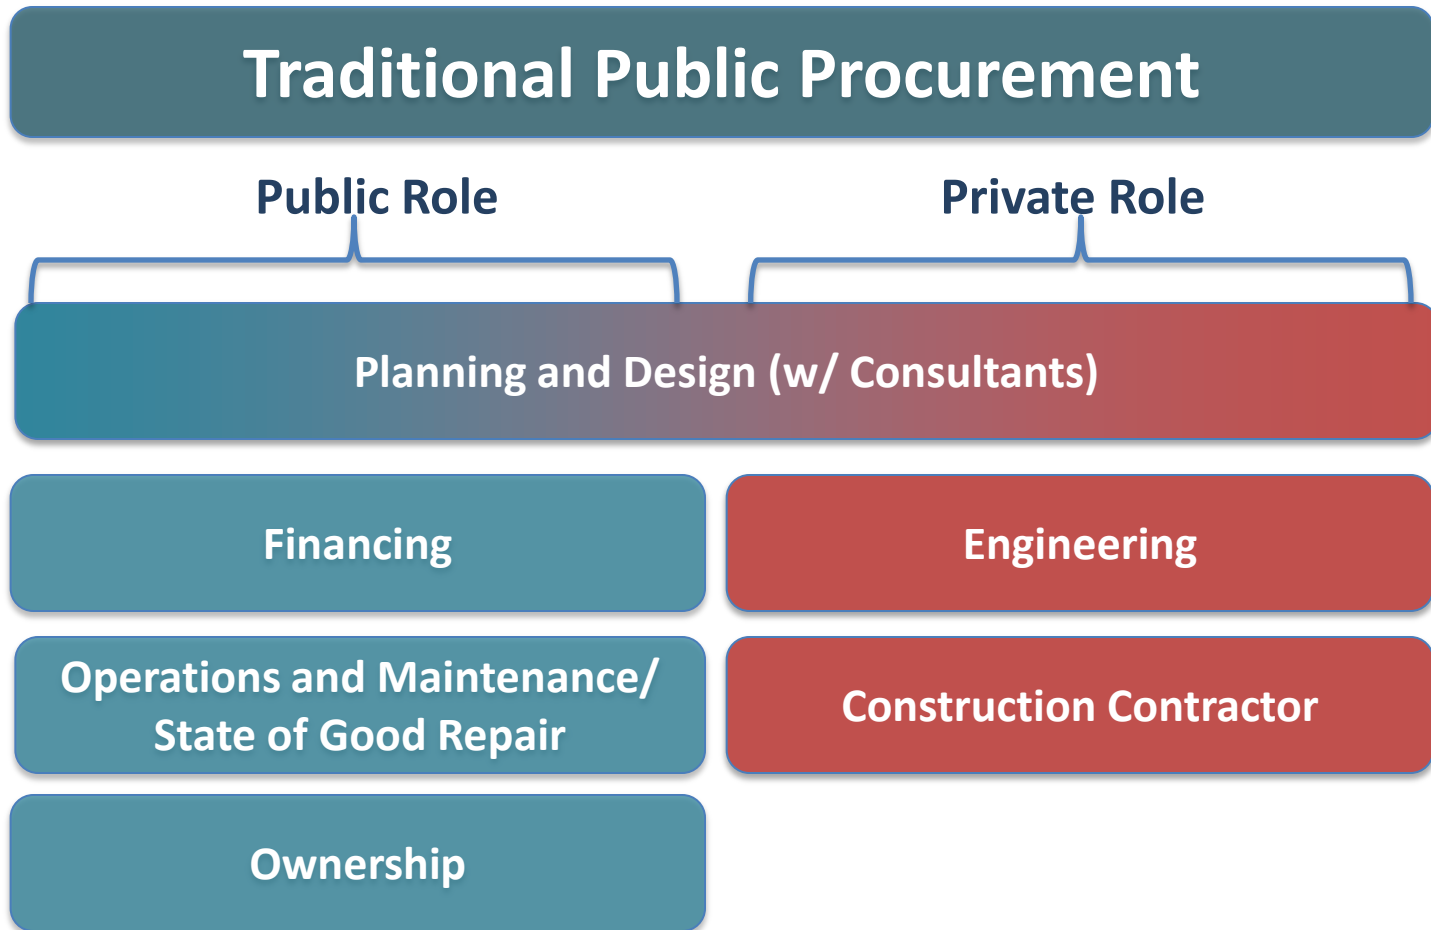 Traditional Public Procurement
Public Role
Private Role
Planning and Design (w/ Consultants)
Financing
Engineering
Operations and Maintenance/
State of Good Repair
Construction Contractor
Ownership